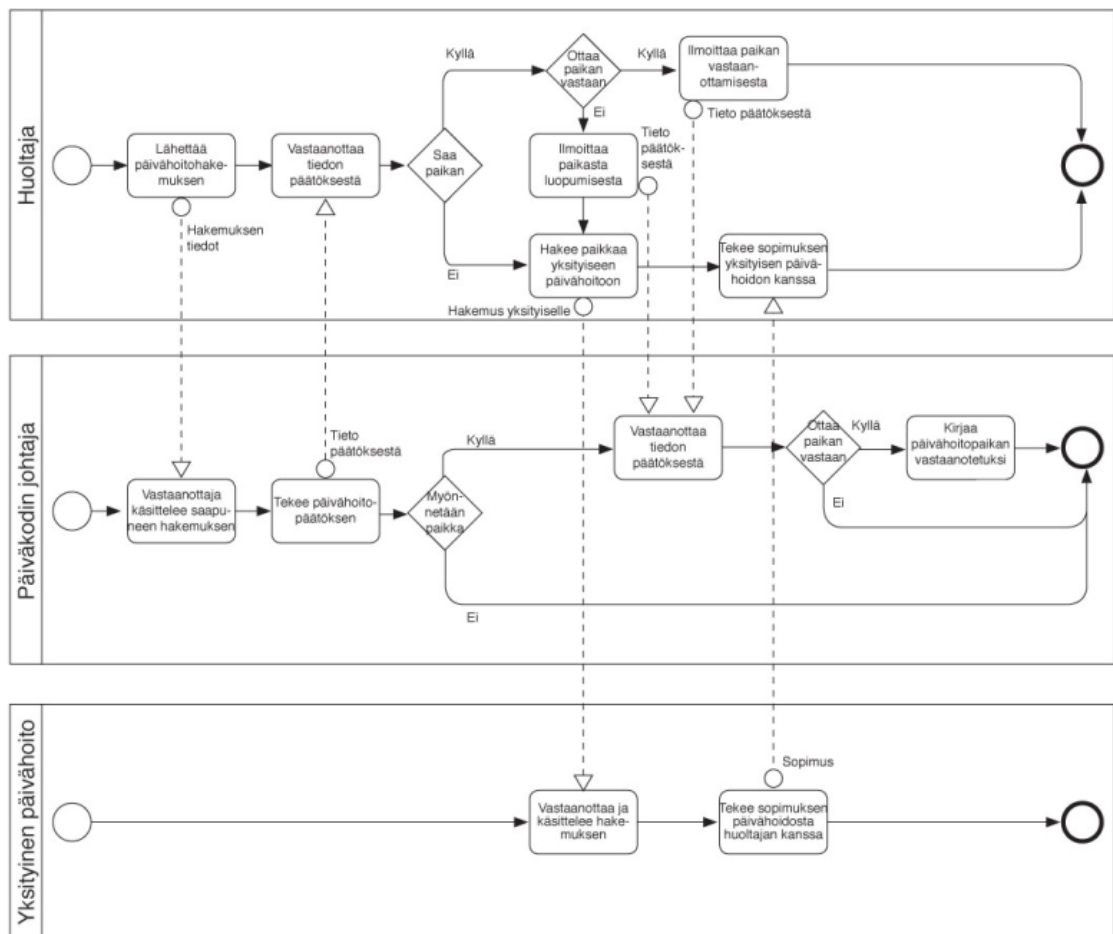 Huoltaja
Kyllä
Ottaa
paikan
vastaan
Kyllä
Ilmoittaa paikan
vastaan-
ottamisesta
Ei
Tieto päätöksestä
Lähettää
päivähoitohake-
muksen
Vastaanottaa
tiedon
päätöksestä
Saa
paikan
Ilmoittaa
paikasta
luopumisesta
Tieto
päätök-
sestä
Hakemuksen
tiedot
Ei
Hakee paikkaa
yksityiseen
päivähoitoon
Tekee sopimuksen
yksityisen päivä-
hoidon kanssa
Hakemus yksityiselle
Päiväkodin johtaja
Tieto
päätöksestä
Kyllä
Vastaanottaa
tiedon
päätöksestä
Ottaa
paikan
vastaan
Kyllä
Kirjaa
päivähoitopaikan
vastaanotetuksi
Vastaanottaja
käsittelee saapu-
neen hakemuksen
Tekee päivähoito-
päätöksen
Myön-
netään
paikka
Ei
Ei
Yksityinen päivähoito
Sopimus
Vastaanottaa ja
käsittelee hake-
muksen
Tekee sopimuksen
päivähoidosta
huoltajan kanssa